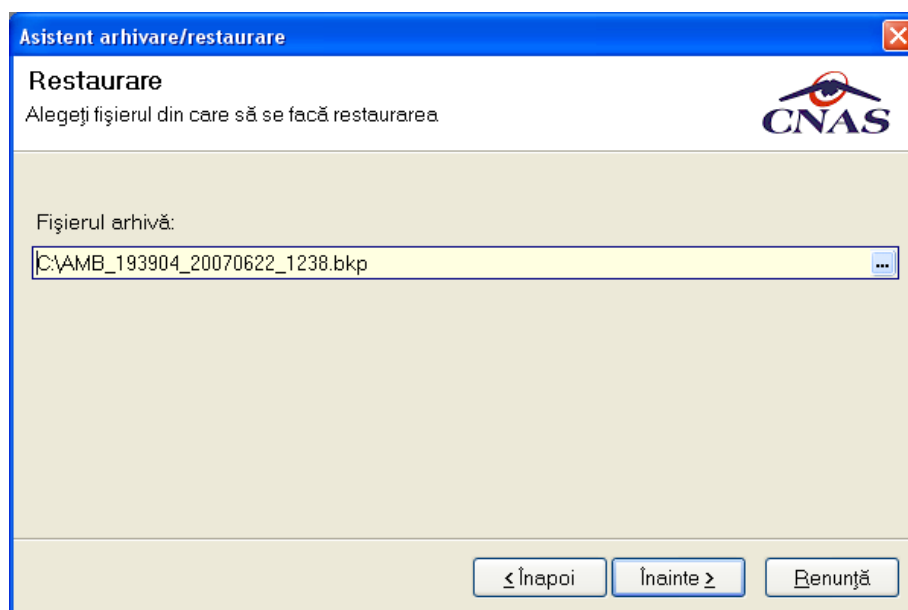 Asistent arhivare/restaurare
Restaurare
Alegeţi fişierul din care să se facă restaurarea
CNAS
Fişierul arhivă:
C:\AMB_193904_20070622_1238.bkp
...
< Înapoi
Înainte >
Renunţă